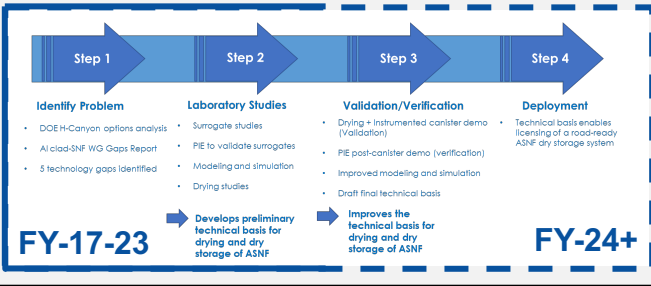 Step 1
Step 2
Step 3
Step 4
Identify Problem
• DOE H-Canyon options analysis
• Al clad-SNF WG Gaps Report
• 5 technology gaps identified
Laboratory Studies
• Surrogate studies
• PIE to validate surrogates
• Modeling and simulation
• Drying studies
Develops preliminary
technical basis for
drying and dry
storage of ASNF
Validation/Verification
• Drying + instrumented canister demo
(Validation)
• PIE post-canister demo (verification)
• Improved modeling and simulation
• Draft final technical basis
Improves the
technical basis for
drying and dry
storage of ASNF
Deployment
• Technical basis enables
licensing of a road-ready
ASNF dry storage system
FY-17-23
FY-24+